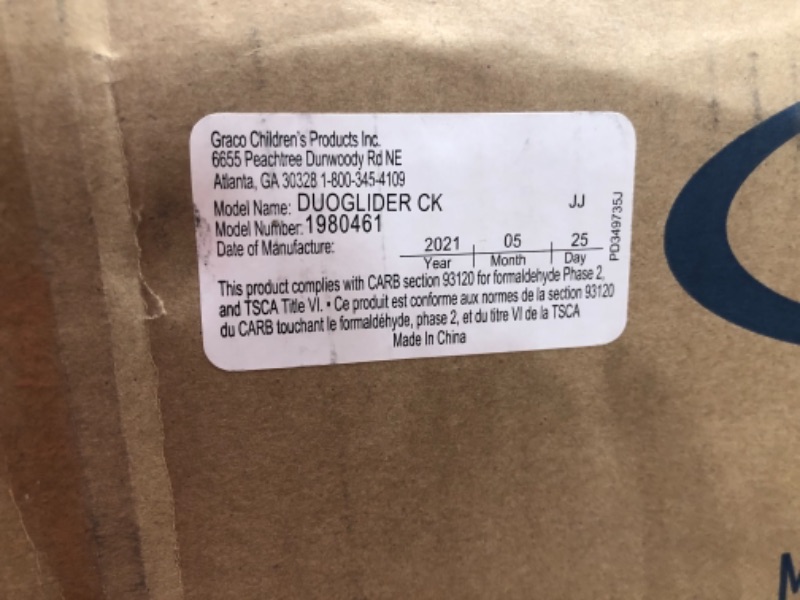 Graco Children's Products Inc.
6655 Peachtree Dunwoody Rd NE
Atlanta, GA 30328 1-800-345-4109
Model Name: DUOGLIDER CK JJ
Model Number: 1980461
Date of Manufacture: 2021 05 25
Year Month Day
PD349735J
This product complies with CARB section 93120 for formaldehyde Phase 2,
and TSCA Title VI. • Ce produit est conforme aux normes de la section 93120
du CARB touchant le formaldéhyde, phase 2, et du titre VI de la TSCA
Made In China